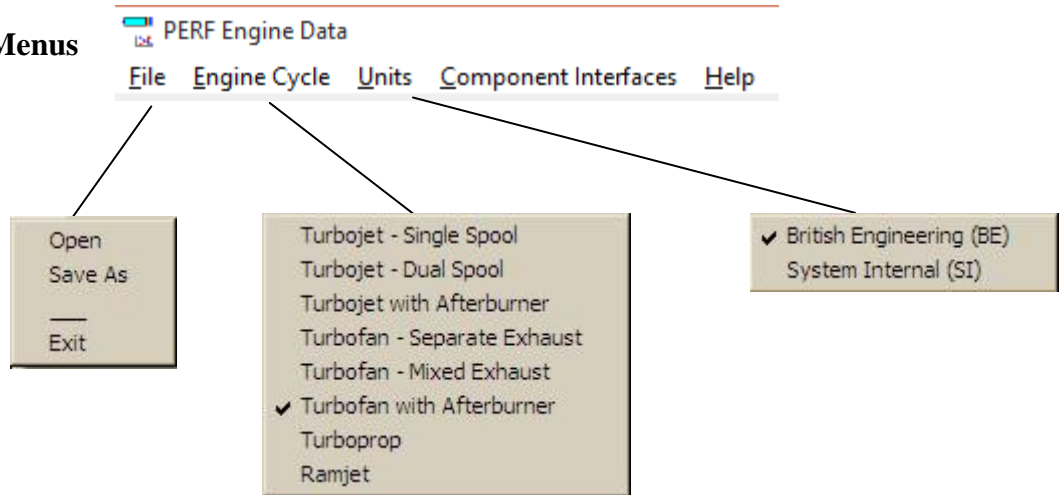 Menus
PERF Engine Data
File Engine Cycle Units Component Interfaces Help
Open
Save As
Exit
Turbojet - Single Spool
Turbojet - Dual Spool
Turbojet with Afterburner
Turbofan - Separate Exhaust
Turbofan - Mixed Exhaust
✔ Turbofan with Afterburner
Turboprop
Ramjet
✔ British Engineering (BE)
System Internal (SI)